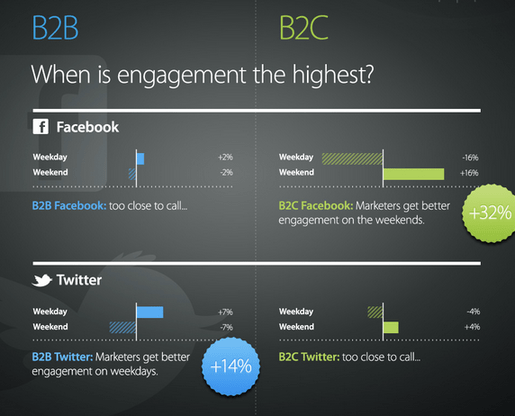 B2B
B2C
When is engagement the highest?
f Facebook
Weekday +2%
Weekend -2%
B2B Facebook: too close to call...
Weekday -16%
Weekend +16%
B2C Facebook: Marketers get better
engagement on the weekends.
+32%
Twitter
Weekday +7%
Weekend -7%
B2B Twitter: Marketers get better
engagement on weekdays.
+14%
Weekday -4%
Weekend +4%
B2C Twitter: too close to call...